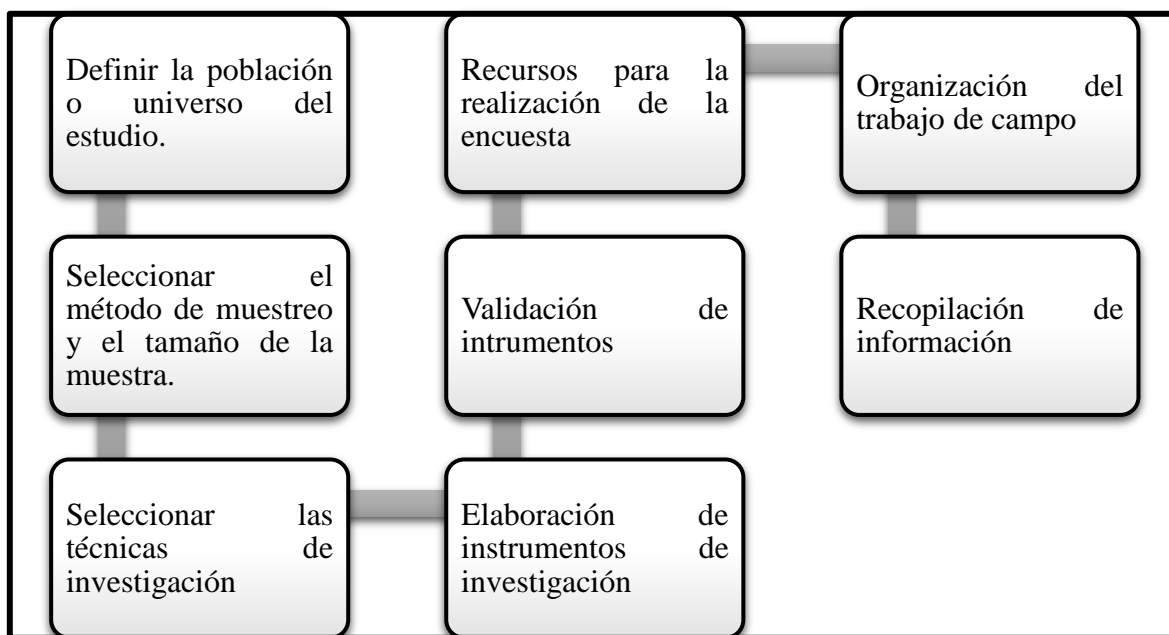 Definir la población
o universo del
estudio.
Seleccionar el
método de muestreo
y el tamaño de la
muestra.
Seleccionar las
técnicas de
investigación
Elaboración de
instrumentos de
investigación
Validación de
intrumentos
Recursos para la
realización de la
encuesta
Organización del
trabajo de campo
Recopilación de
información